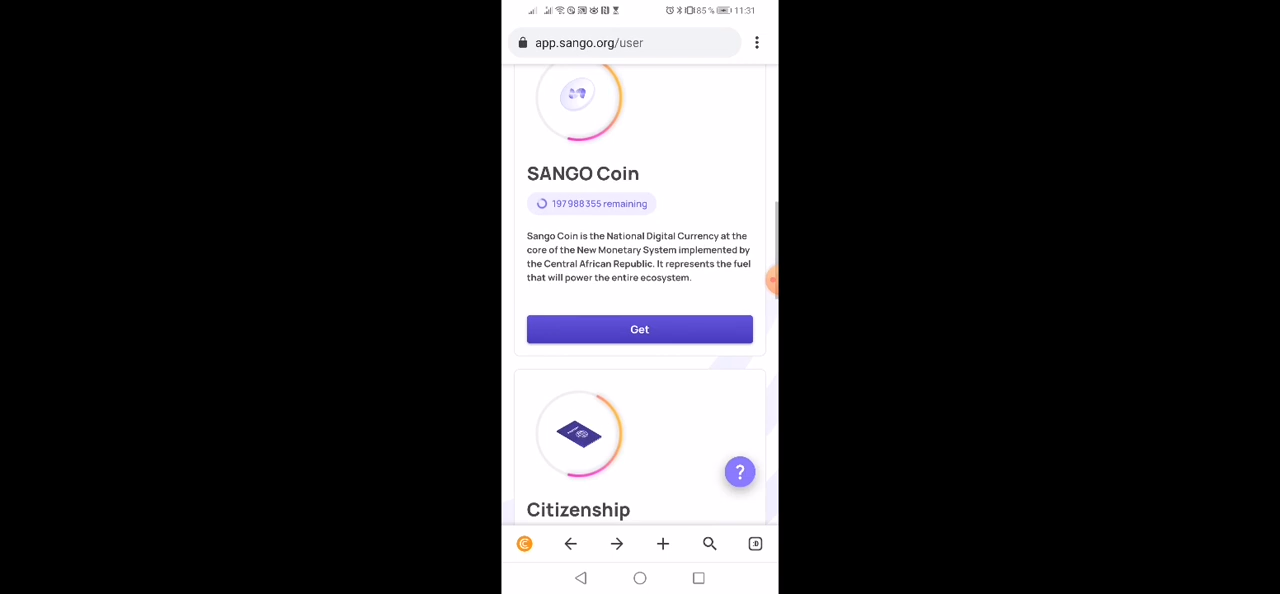 85 % 11:31
app.sango.org/user
SANGO Coin
197 988 355 remaining
Sango Coin is the National Digital Currency at the
core of the New Monetary System implemented by
the Central African Republic. It represents the fuel
that will power the entire ecosystem.
Get
?
Citizenship
:D